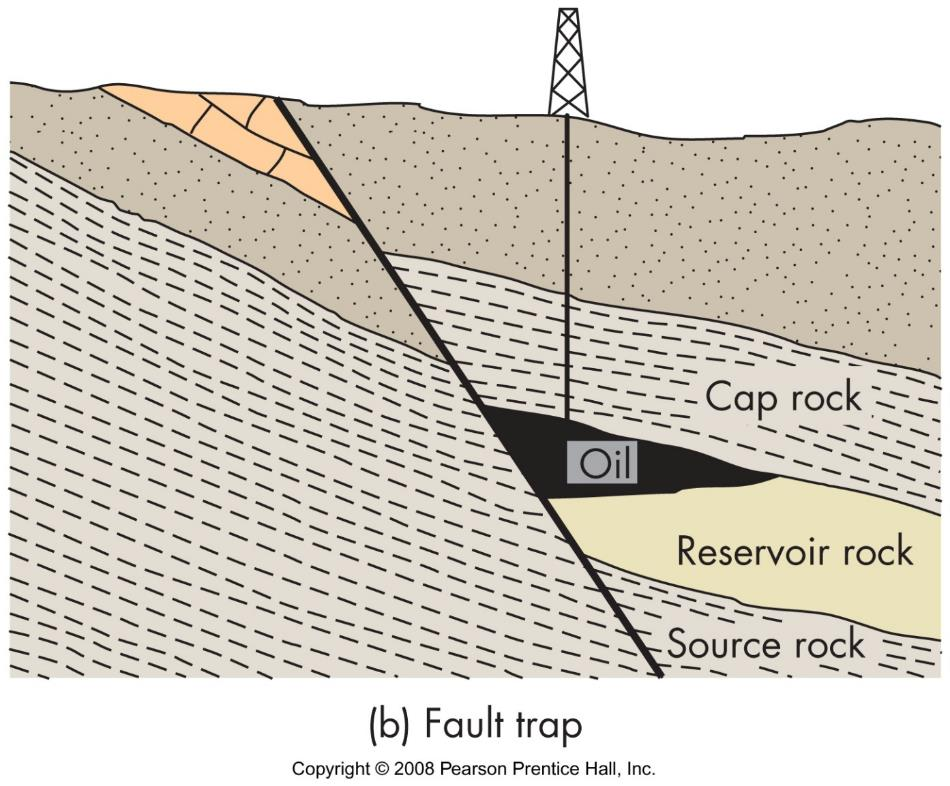 Cap rock
Oil
Reservoir rock
Source rock
(b) Fault trap
Copyright © 2008 Pearson Prentice Hall, Inc.